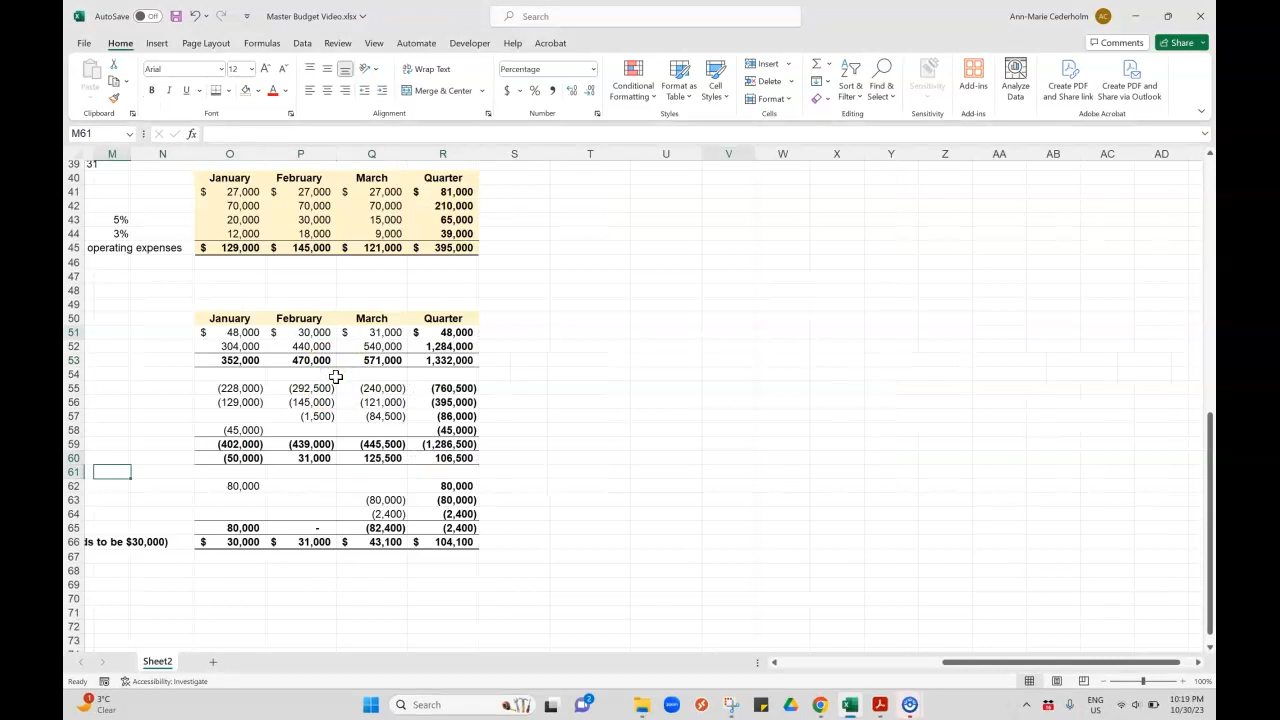 AutoSave Off Master Budget Video.xlsx Search Ann-Marie Cederholm AC
File Home Insert Page Layout Formulas Data Review View Automate Developer Help Acrobat Comments Share
Paste Arial 12 Wrap Text Percentage Conditional Formatting Format as Table Cell Styles Insert Sort & Filter Find & Select Sensitivity Add-ins Analyze Data Create PDF and Share link Create PDF and Share via Outlook
B I U Merge & Center $ % Delete
Format
Clipboard Font Alignment Number Styles Cells Editing Sensitivity Add-ins Adobe Acrobat
M61 fx
M N O P Q R S T U V W X Y Z AA AB AC AD
39 31
40 January February March Quarter
41 $ 27,000 $ 27,000 $ 27,000 $ 81,000
42 70,000 70,000 70,000 210,000
43 5% 20,000 30,000 15,000 65,000
44 3% 12,000 18,000 9,000 39,000
45 operating expenses $ 129,000 $ 145,000 $ 121,000 $ 395,000
46
47
48
49
50 January February March Quarter
51 $ 48,000 $ 30,000 $ 31,000 $ 48,000
52 304,000 440,000 540,000 1,284,000
53 352,000 470,000 571,000 1,332,000
54
55 (228,000) (292,500) (240,000) (760,500)
56 (129,000) (145,000) (121,000) (395,000)
57 (1,500) (84,500) (86,000)
58 (45,000) (45,000)
59 (402,000) (439,000) (445,500) (1,286,500)
60 (50,000) 31,000 125,500 106,500
61
62 80,000 80,000
63 (80,000) (80,000)
64 (2,400) (2,400)
65 80,000 - (82,400) (2,400)
66 ds to be $30,000) $ 30,000 $ 31,000 $ 43,100 $ 104,100
67
68
69
70
71
72
73
Sheet2
Ready Accessibility: Investigate 100%
1 3°C Clear Search 2 ENG US 10:19 PM 10/30/23